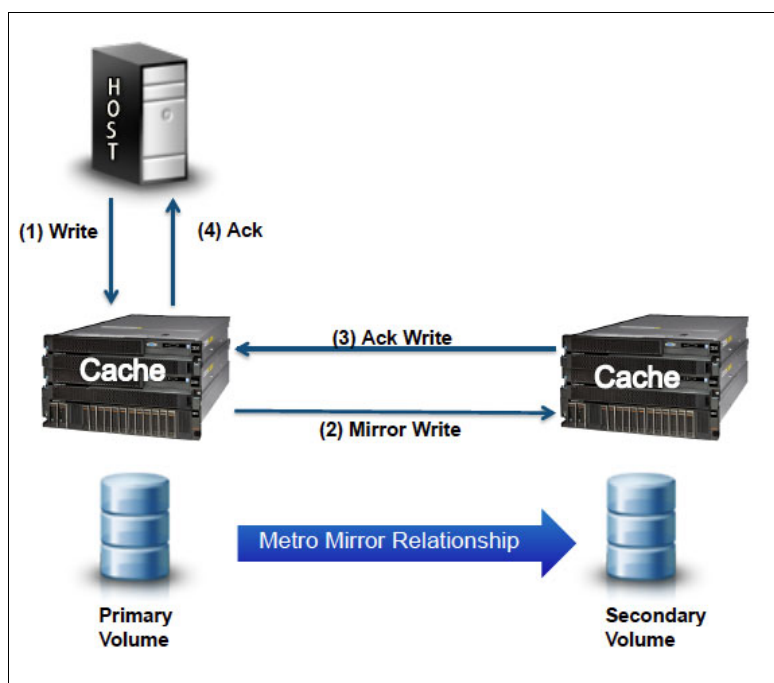 HOST
(1) Write
(4) Ack
(3) Ack Write
Cache
Cache
(2) Mirror Write
Metro Mirror Relationship
Primary
Volume
Secondary
Volume